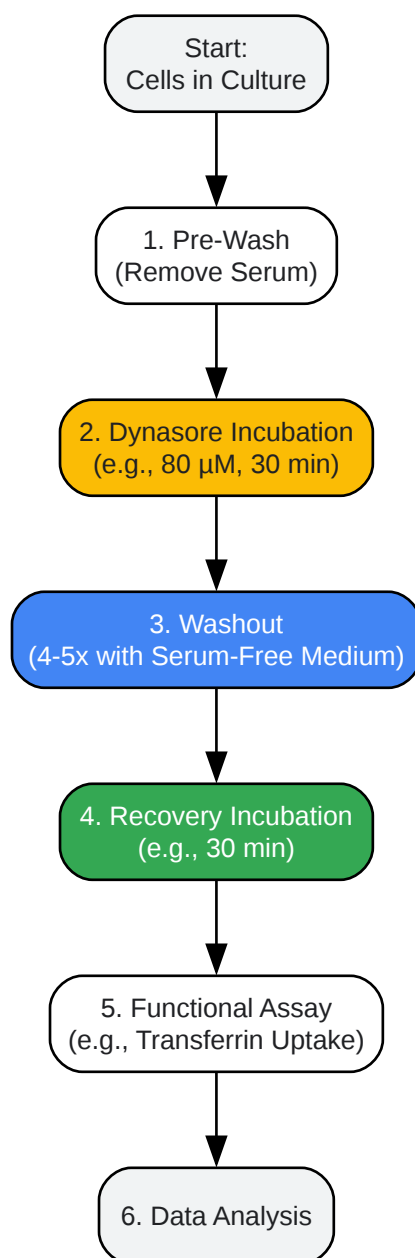 Start:
Cells in Culture
1. Pre-Wash
(Remove Serum)
2. Dynasore Incubation
(e.g., 80 µM, 30 min)
3. Washout
(4-5x with Serum-Free Medium)
4. Recovery Incubation
(e.g., 30 min)
5. Functional Assay
(e.g., Transferrin Uptake)
6. Data Analysis